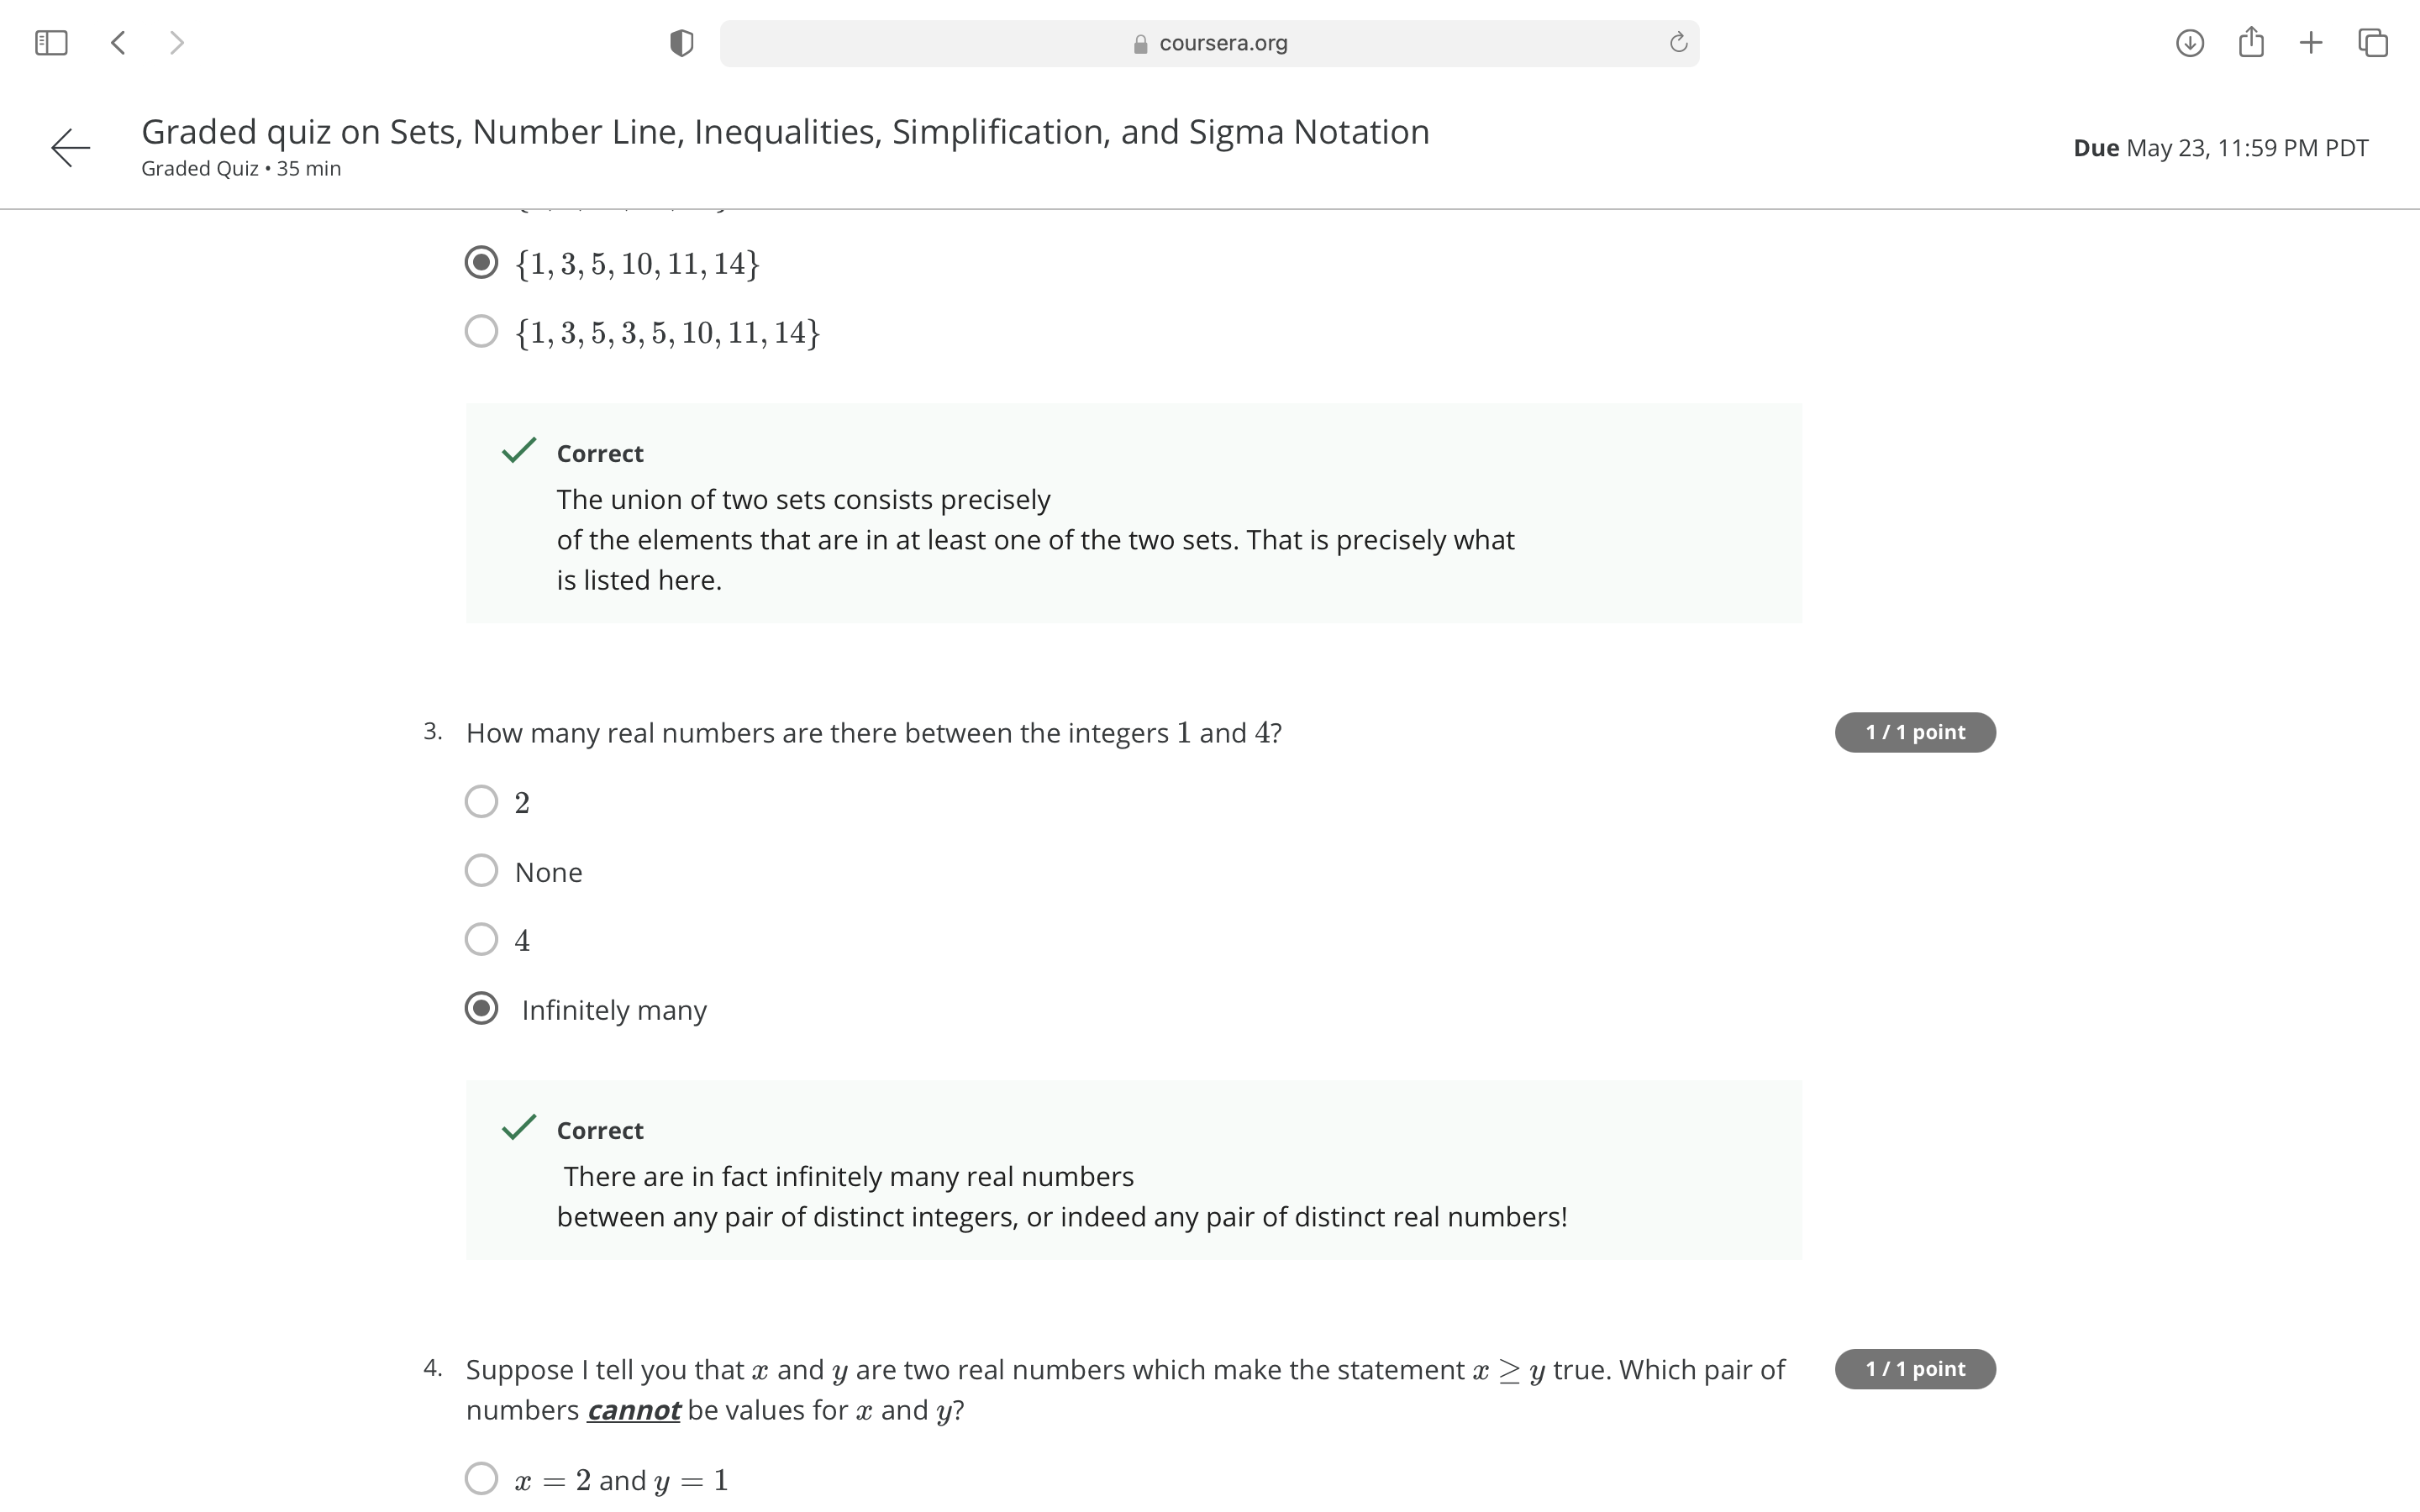 coursera.org
Graded quiz on Sets, Number Line, Inequalities, Simplification, and Sigma Notation
Graded Quiz • 35 min
Due May 23, 11:59 PM PDT
{1, 3, 5, 10, 11, 14}
{1, 3, 5, 3, 5, 10, 11, 14}
Correct
The union of two sets consists precisely
of the elements that are in at least one of the two sets. That is precisely what
is listed here.
3. How many real numbers are there between the integers 1 and 4?
1 / 1 point
2
None
4
Infinitely many
Correct
There are in fact infinitely many real numbers
between any pair of distinct integers, or indeed any pair of distinct real numbers!
4. Suppose I tell you that x and y are two real numbers which make the statement x ≥ y true. Which pair of
numbers cannot be values for x and y?
1 / 1 point
x = 2 and y = 1